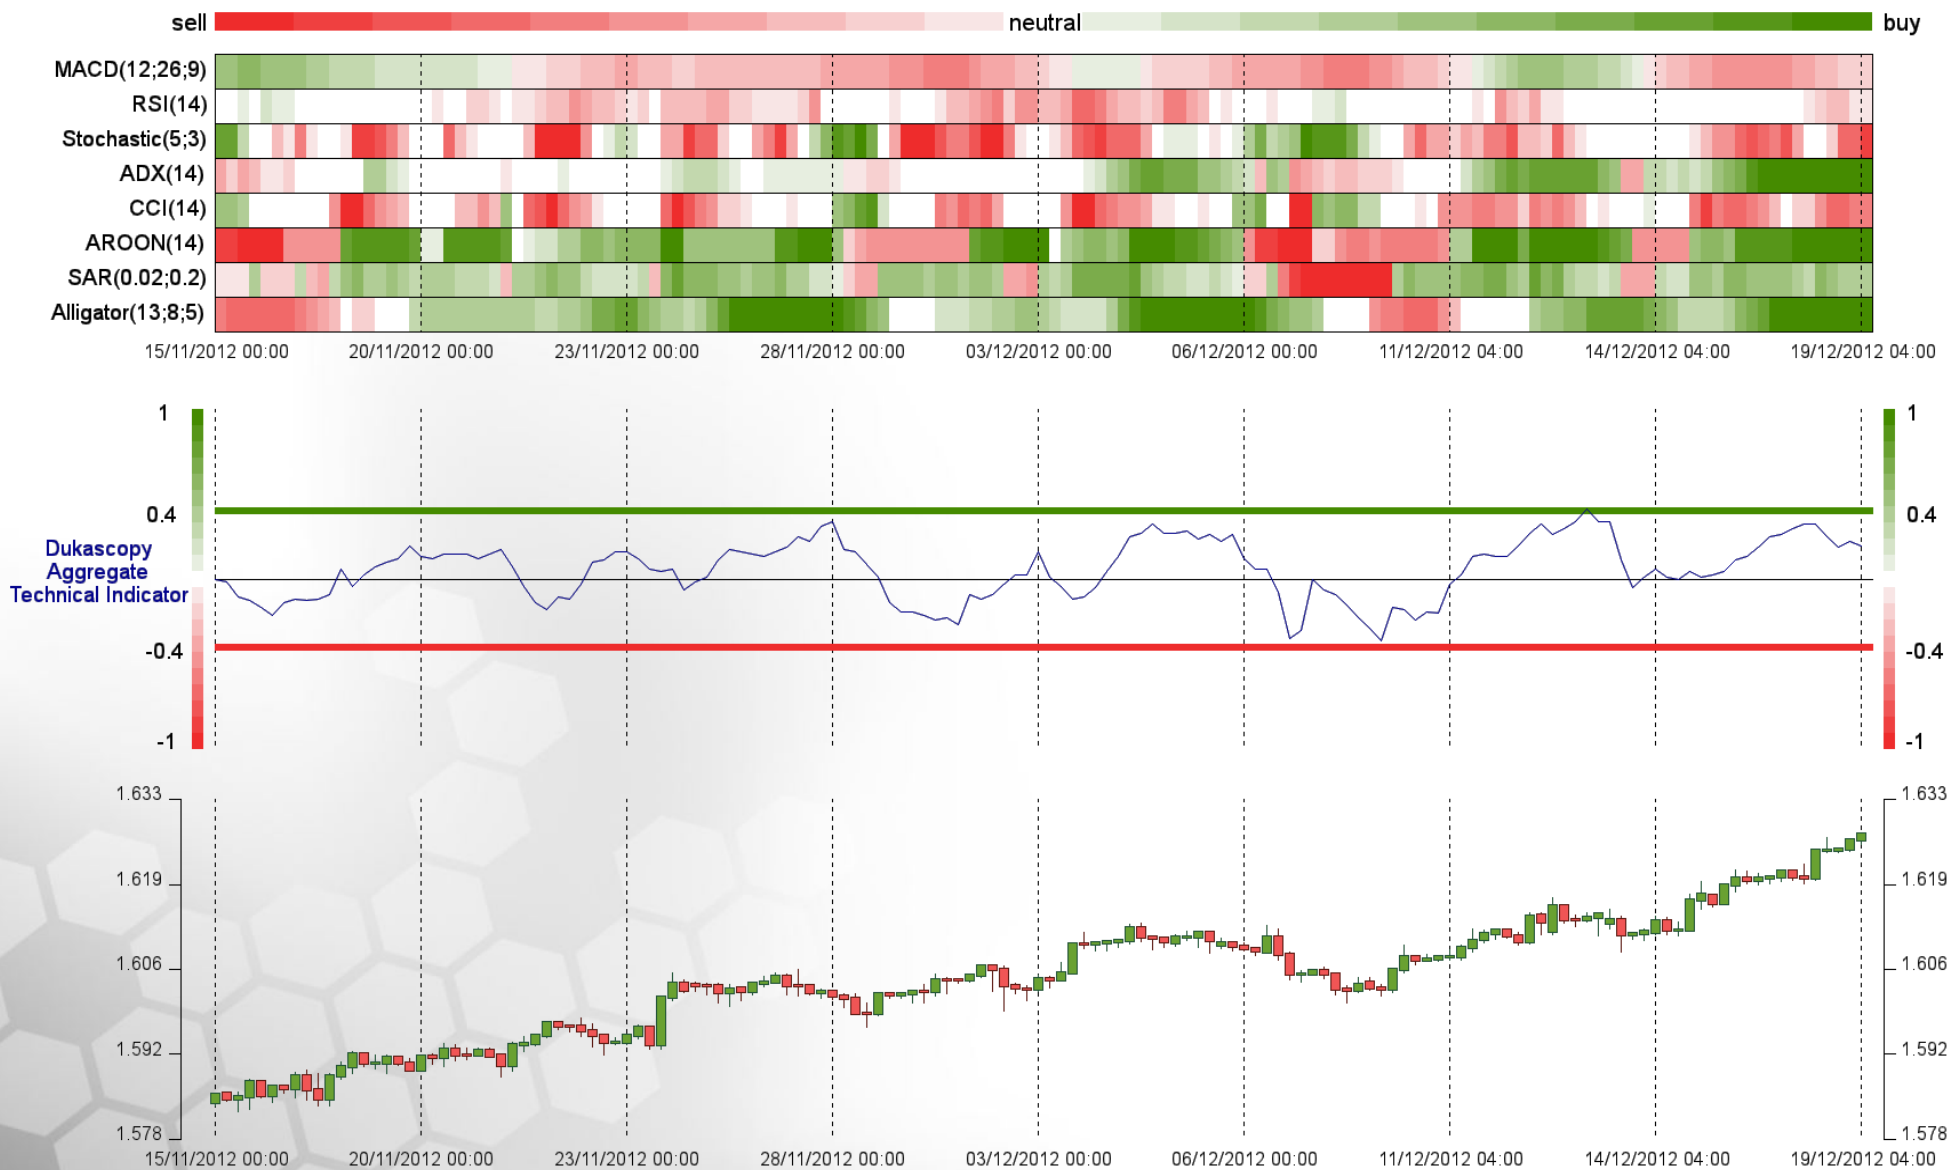 sell neutral buy
MACD(12;26;9)
RSI(14)
Stochastic(5;3)
ADX(14)
CCI(14)
AROON(14)
SAR(0.02;0.2)
Alligator(13;8;5)
15/11/2012 00:00 20/11/2012 00:00 23/11/2012 00:00 28/11/2012 00:00 03/12/2012 00:00 06/12/2012 00:00 11/12/2012 04:00 14/12/2012 04:00 19/12/2012 04:00
1 1
0.4 0.4
Dukascopy
Aggregate
Technical Indicator
-0.4 -0.4
-1 -1
1.633 1.633
1.619 1.619
1.606 1.606
1.592 1.592
1.578 1.578
15/11/2012 00:00 20/11/2012 00:00 23/11/2012 00:00 28/11/2012 00:00 03/12/2012 00:00 06/12/2012 00:00 11/12/2012 04:00 14/12/2012 04:00 19/12/2012 04:00